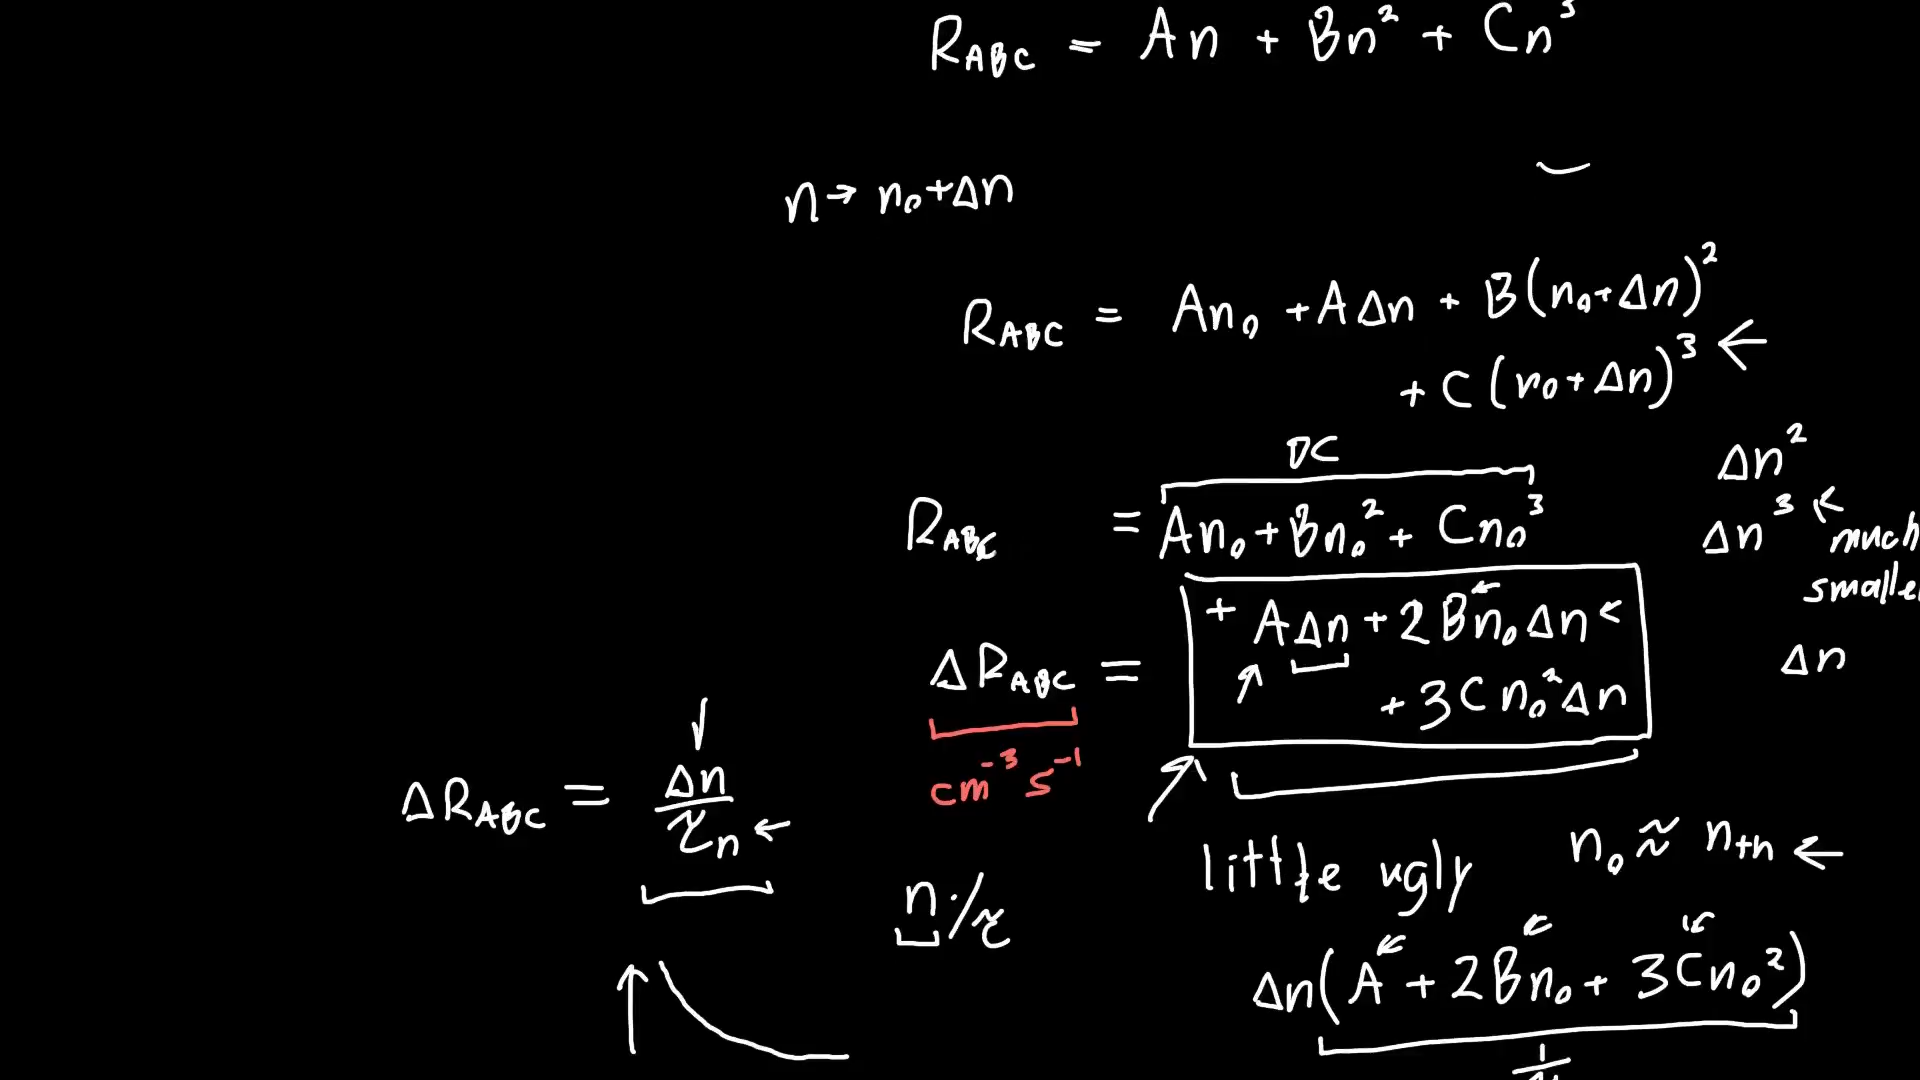 R_ABC = An + Bn² + Cn³
n → n₀+Δn
R_ABC = An₀ + AΔn + B(n₀+Δn)²
+ C(n₀+Δn)³ ←
DC
R_ABC = An₀ + Bn₀² + Cn₀³
Δn²
Δn³ ← much
smalle
ΔR_ABC = + AΔn + 2Bn₀Δn ←
+ 3Cn₀²Δn
Δn
cm⁻³ s⁻¹
ΔR_ABC = Δn/τₙ ←
n·/τ
little ugly
n₀ ≈ n_th ←
Δn(A + 2Bn₀ + 3Cn₀²)